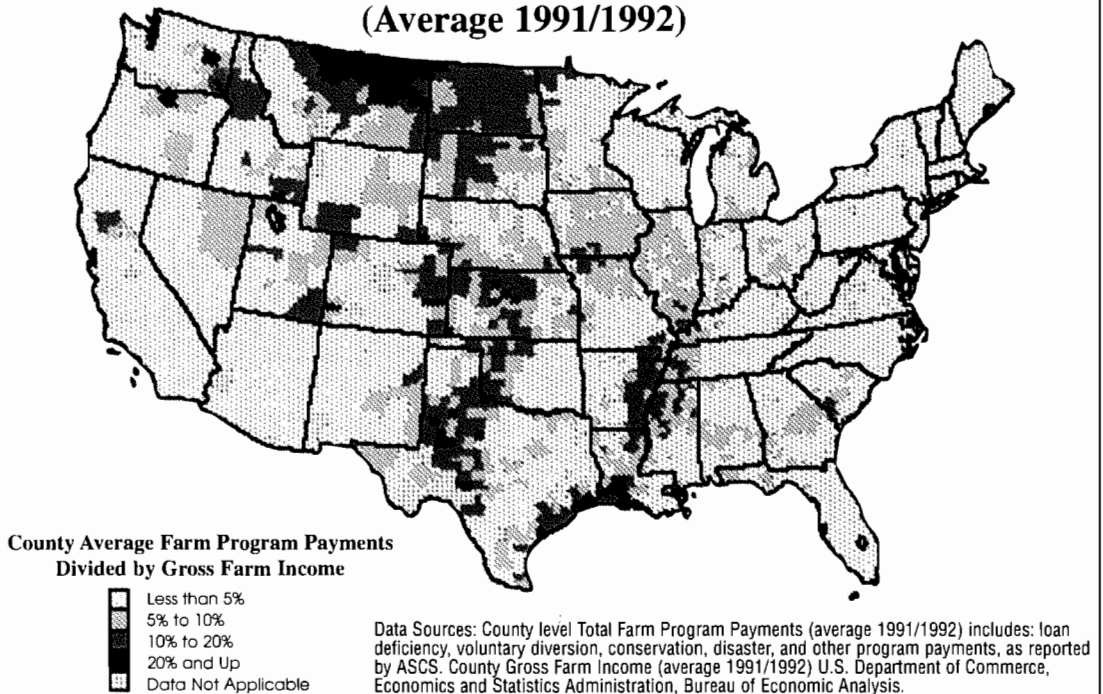 (Average 1991/1992)
County Average Farm Program Payments
Divided by Gross Farm Income
Less than 5%
5% to 10%
10% to 20%
20% and Up
Data Not Applicable
Data Sources: County level Total Farm Program Payments (average 1991/1992) includes: loan
deficiency, voluntary diversion, conservation, disaster, and other program payments, as reported
by ASCS. County Gross Farm Income (average 1991/1992) U.S. Department of Commerce,
Economics and Statistics Administration, Bureau of Economic Analysis.